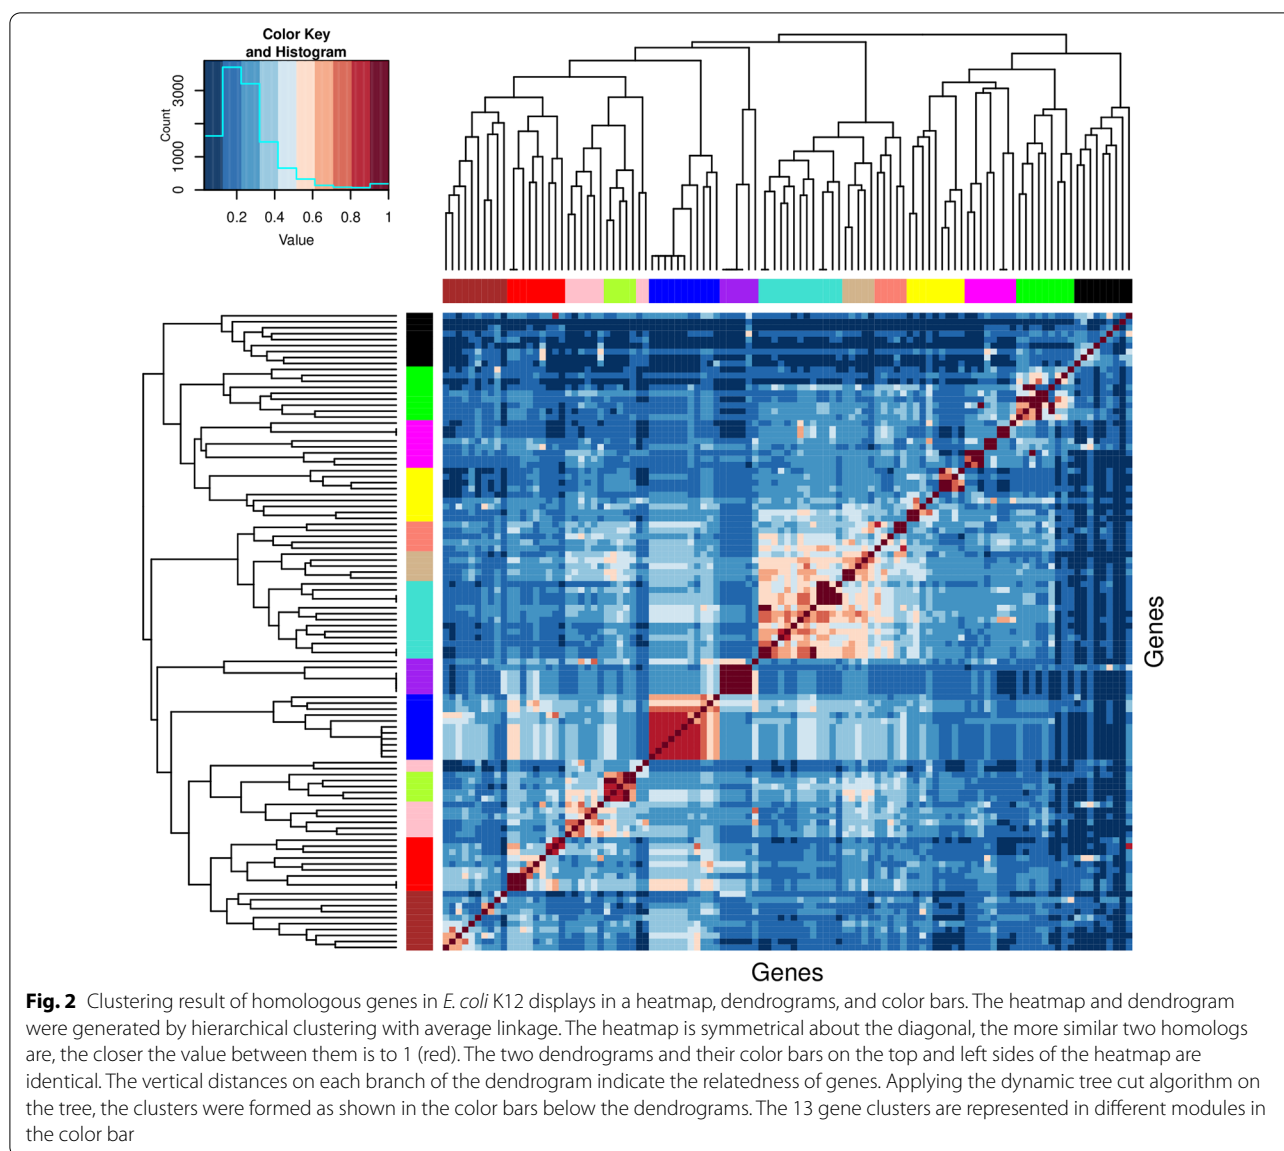 Color Key
and Histogram
Count
0 1000 3000
0.2 0.4 0.6 0.8 1
Value
Genes
Genes
Fig. 2 Clustering result of homologous genes in E. coli K12 displays in a heatmap, dendrograms, and color bars. The heatmap and dendrogram
were generated by hierarchical clustering with average linkage. The heatmap is symmetrical about the diagonal, the more similar two homologs
are, the closer the value between them is to 1 (red). The two dendrograms and their color bars on the top and left sides of the heatmap are
identical. The vertical distances on each branch of the dendrogram indicate the relatedness of genes. Applying the dynamic tree cut algorithm on
the tree, the clusters were formed as shown in the color bars below the dendrograms. The 13 gene clusters are represented in different modules in
the color bar